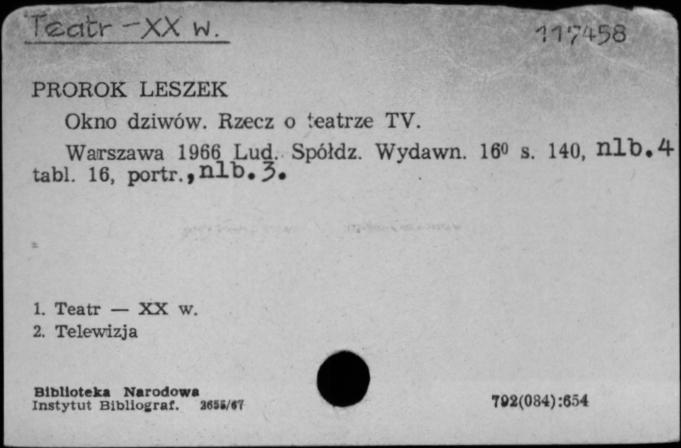 Teatr - XX w.
117458
PROROK LESZEK
Okno dziwów. Rzecz o teatrze TV.
Warszawa 1966 Lud. Spółdz. Wydawn. 16⁰ s. 140, nlb. 4
tabl. 16, portr., nlb. 3.
1. Teatr — XX w.
2. Telewizja
Biblioteka Narodowa
Instytut Bibliograf. 2655/67
792(084):654